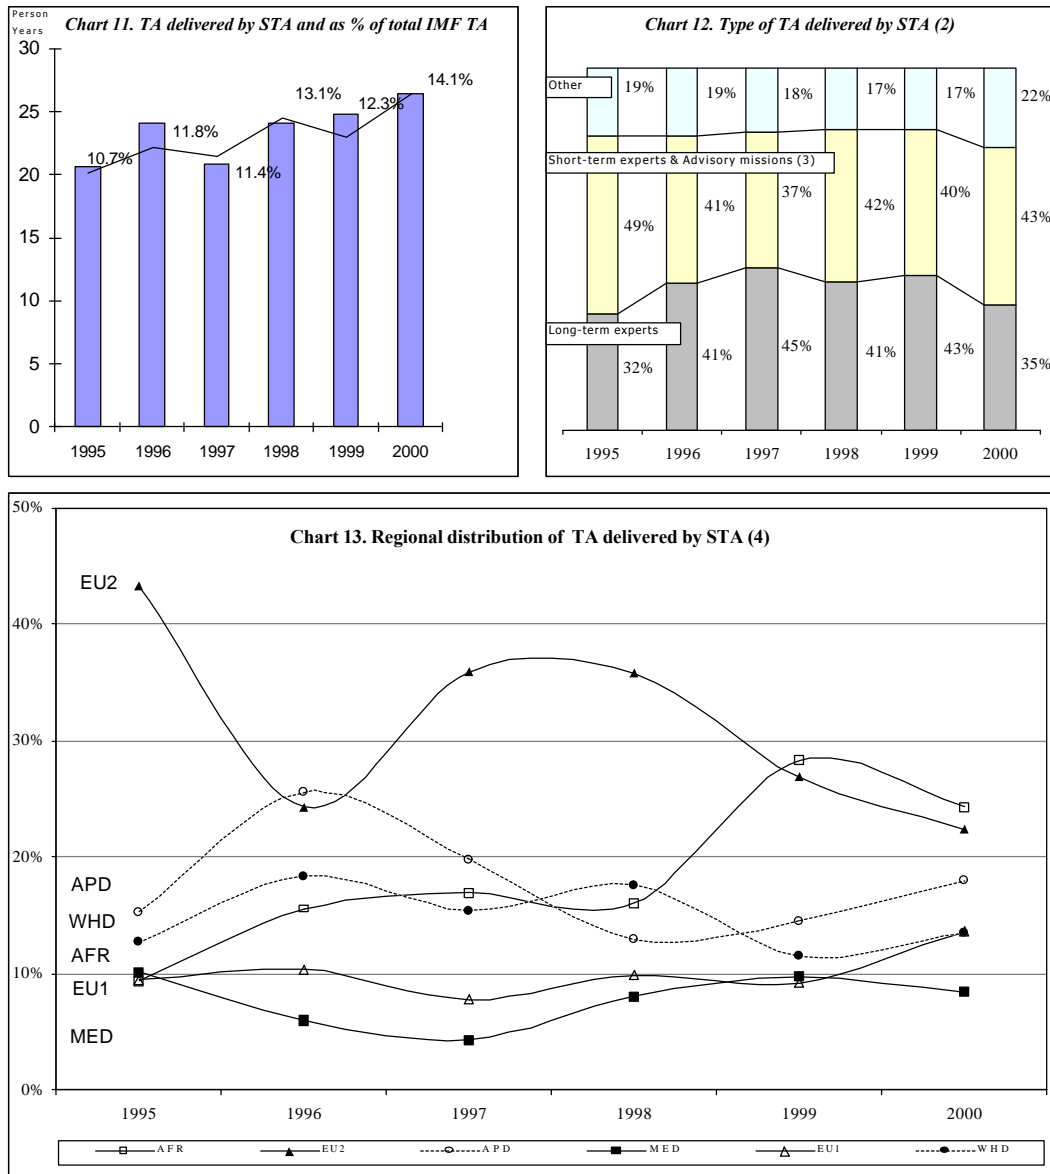 Person
Years
Chart 11. TA delivered by STA and as % of total IMF TA
30
25
20
15
10
5
0
10.7%
11.8%
11.4%
13.1%
12.3%
14.1%
1995 1996 1997 1998 1999 2000
Chart 12. Type of TA delivered by STA (2)
Other
19% 19% 18% 17% 17% 22%
Short-term experts & Advisory missions (3)
49% 41% 37% 42% 40% 43%
Long-term experts
32% 41% 45% 41% 43% 35%
1995 1996 1997 1998 1999 2000
Chart 13. Regional distribution of TA delivered by STA (4)
50%
40%
30%
20%
10%
0%
EU2
APD
WHD
AFR
EU1
MED
1995 1996 1997 1998 1999 2000
AFR EU2 APD MED EU1 WHD